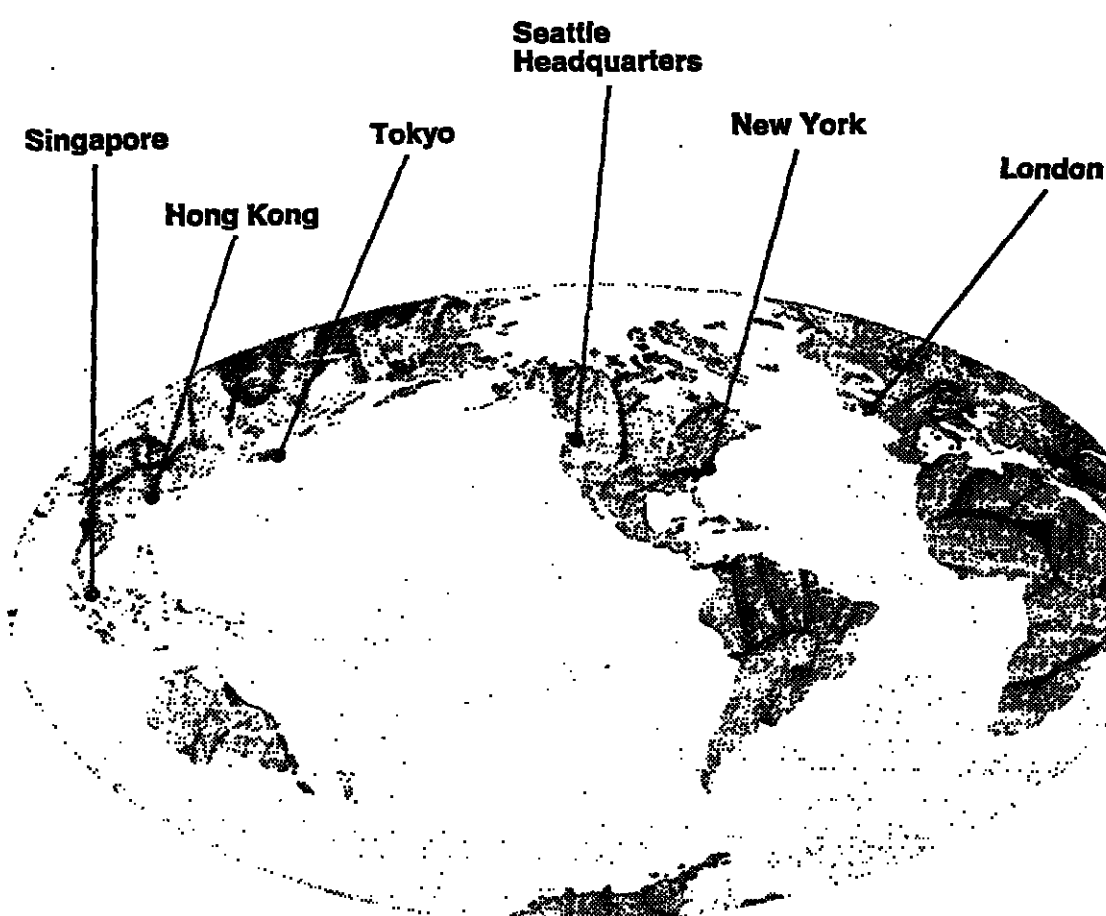 Seattle
Headquarters
Singapore
Tokyo
New York
London
Hong Kong